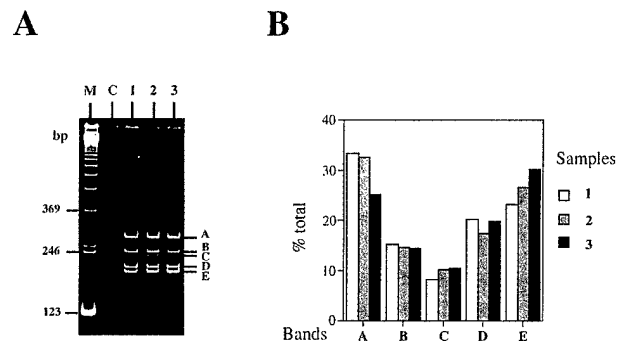 A
B
M C 1 2 3
bp
369
246
123
A
B
C
D
E
40
30
20
10
0
% total
Bands A B C D E
Samples
1
2
3